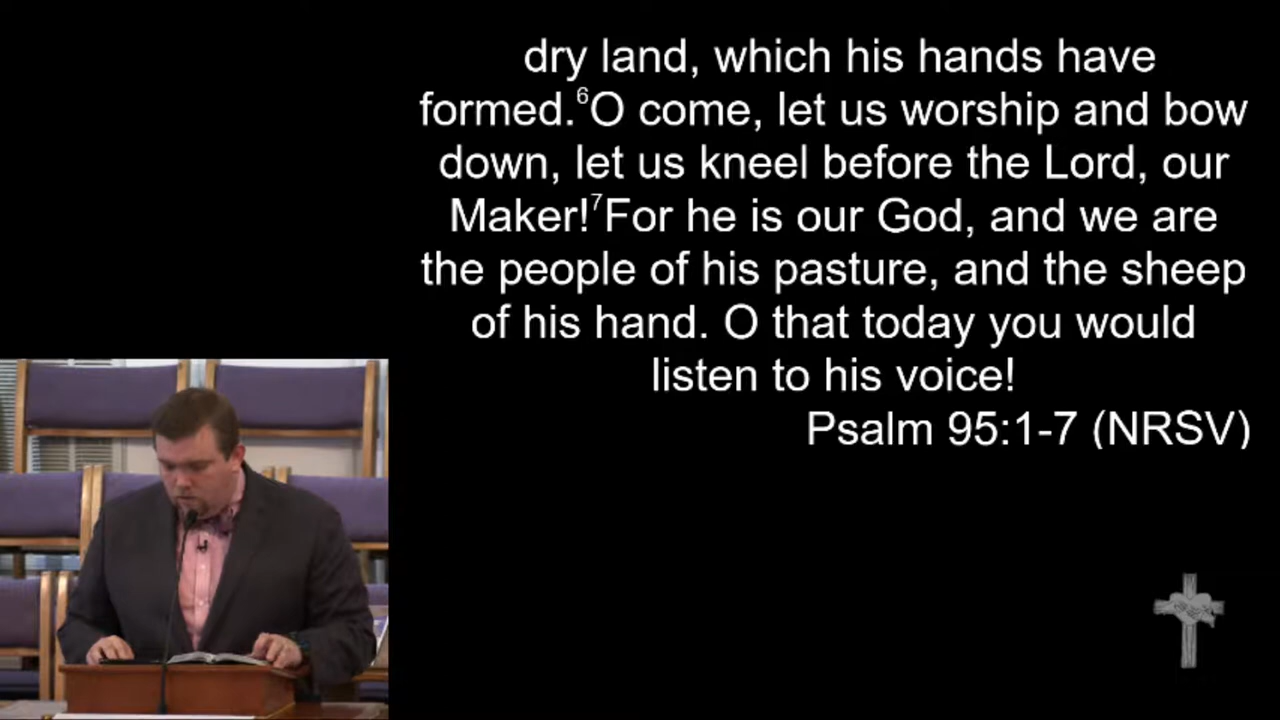 dry land, which his hands have
formed.⁶O come, let us worship and bow
down, let us kneel before the Lord, our
Maker!⁷For he is our God, and we are
the people of his pasture, and the sheep
of his hand. O that today you would
listen to his voice!
Psalm 95:1-7 (NRSV)